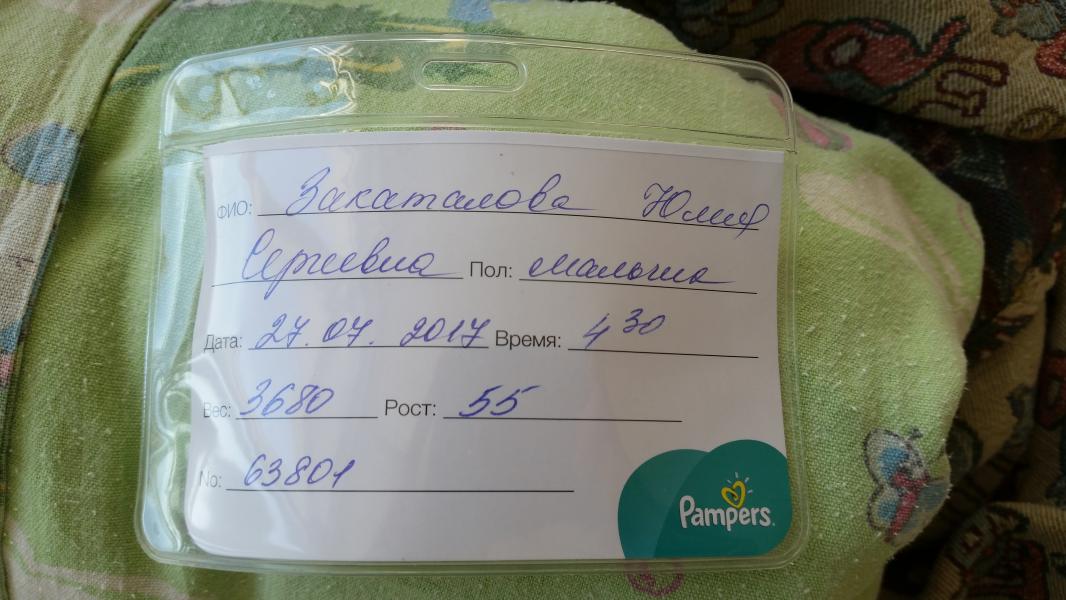 ФИО: Закаталова Юлия
Сергеевна Пол: мальчик
Дата: 27.07.2017 Время: 4 30
Вес: 3680 Рост: 55
No: 63801
Pampers